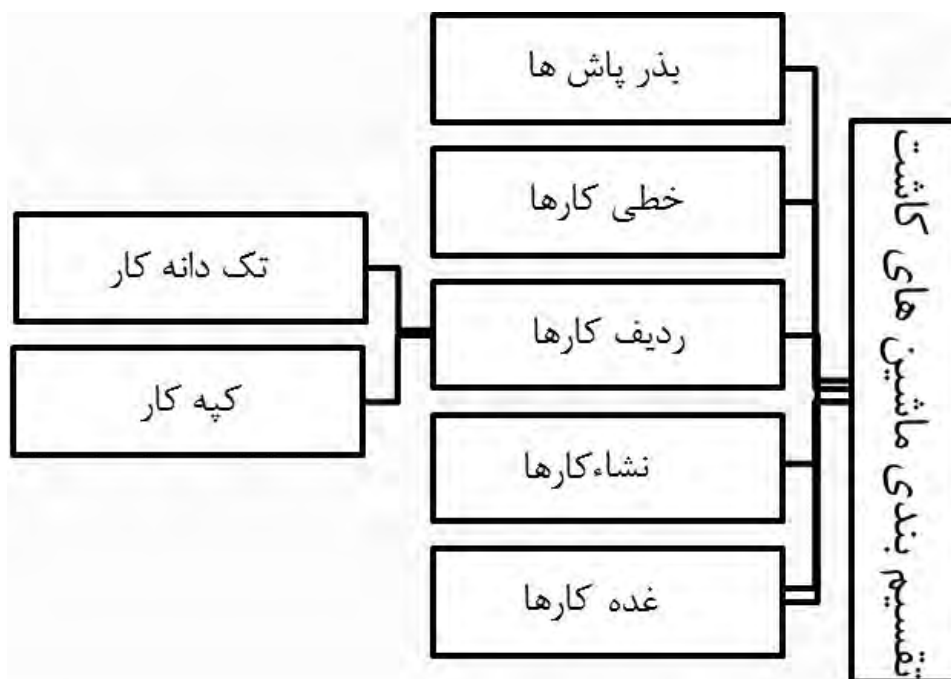 تقسیم بندی ماشین های کاشت
بذر پاش ها
خطی کارها
ردیف کارها
تک دانه کار
کپه کار
نشاءکارها
غده کارها